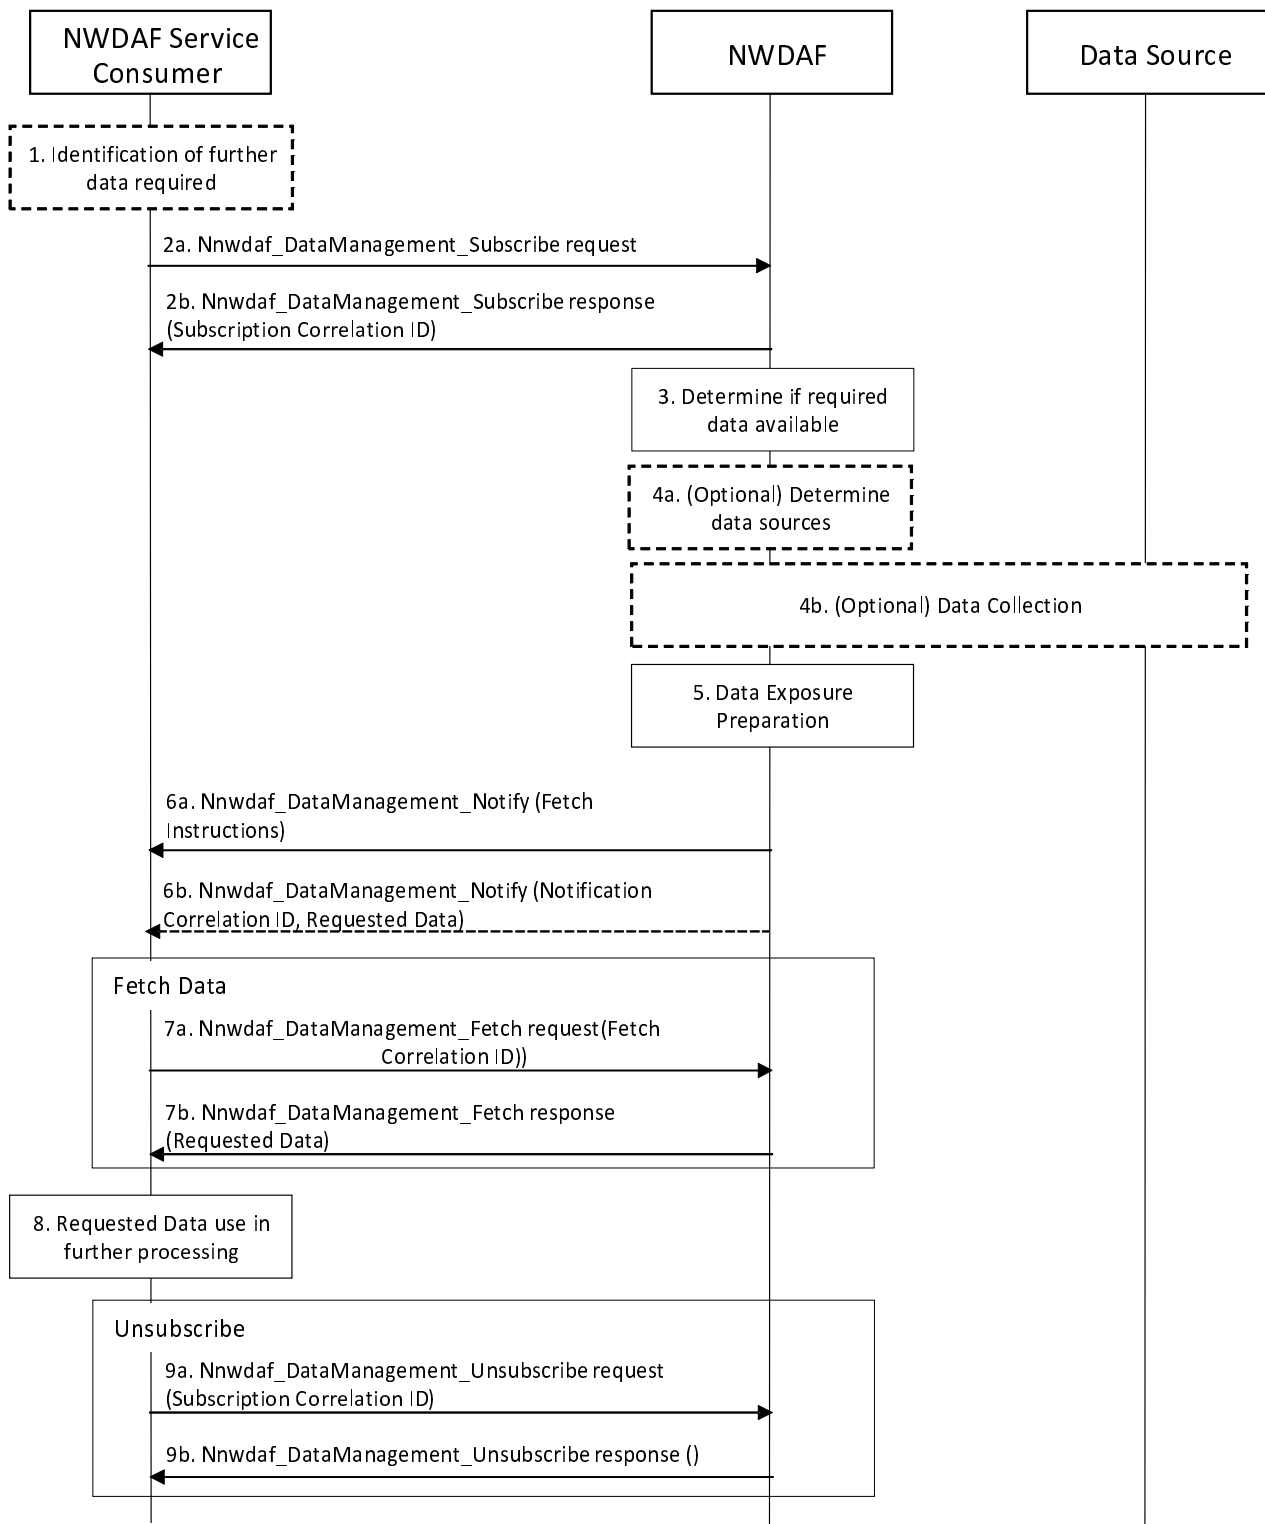 NWDAF Service
Consumer
NWDAF
Data Source
1. Identification of further
data required
2a. Nnwdaf_DataManagement_Subscribe request
2b. Nnwdaf_DataManagement_Subscribe response
(Subscription Correlation ID)
3. Determine if required
data available
4a. (Optional) Determine
data sources
4b. (Optional) Data Collection
5. Data Exposure
Preparation
6a. Nnwdaf_DataManagement_Notify (Fetch
Instructions)
6b. Nnwdaf_DataManagement_Notify (Notification
Correlation ID, Requested Data)
Fetch Data
7a. Nnwdaf_DataManagement_Fetch request(Fetch
Correlation ID))
7b. Nnwdaf_DataManagement_Fetch response
(Requested Data)
8. Requested Data use in
further processing
Unsubscribe
9a. Nnwdaf_DataManagement_Unsubscribe request
(Subscription Correlation ID)
9b. Nnwdaf_DataManagement_Unsubscribe response ()